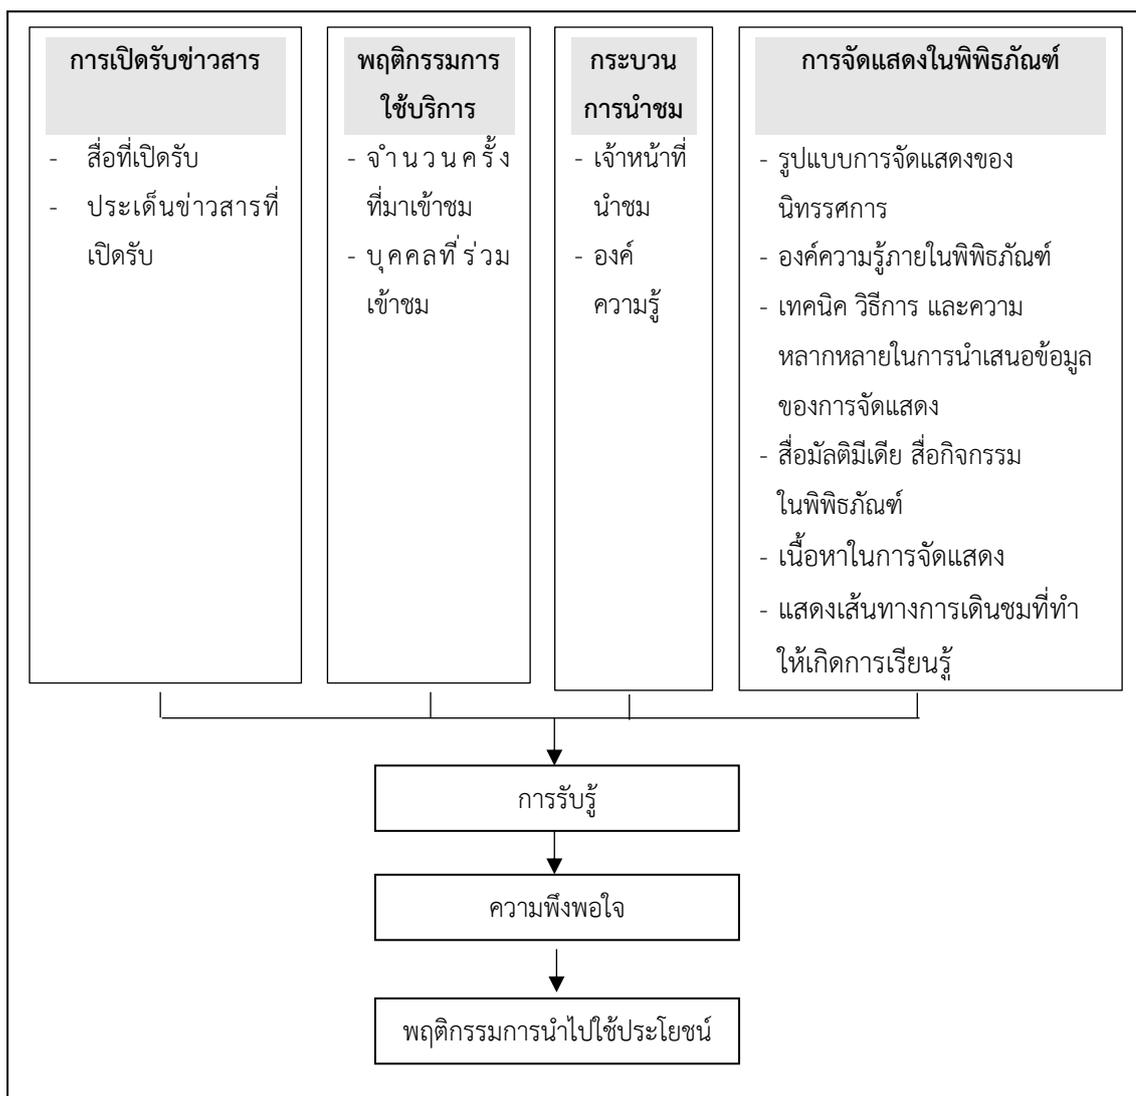 การเปิดรับข่าวสาร
- สื่อที่เปิดรับ
- ประเด็นข่าวสารที่
เปิดรับ
พฤติกรรมการ
ใช้บริการ
- จำนวนครั้ง
ที่มาเข้าชม
- บุคคลที่ร่วม
เข้าชม
กระบวน
การนำชม
- เจ้าหน้าที่
นำชม
- องค์
ความรู้
การจัดแสดงในพิพิธภัณฑ์
- รูปแบบการจัดแสดงของ
นิทรรศการ
- องค์ความรู้ภายในพิพิธภัณฑ์
- เทคนิค วิธีการ และความ
หลากหลายในการนำเสนอข้อมูล
ของการจัดแสดง
- สื่อมัลติมีเดีย สื่อกิจกรรม
ในพิพิธภัณฑ์
- เนื้อหาในการจัดแสดง
- แสดงเส้นทางการเดินชมที่ทำ
ให้เกิดการเรียนรู้
การรับรู้
ความพึงพอใจ
พฤติกรรมการนำไปใช้ประโยชน์